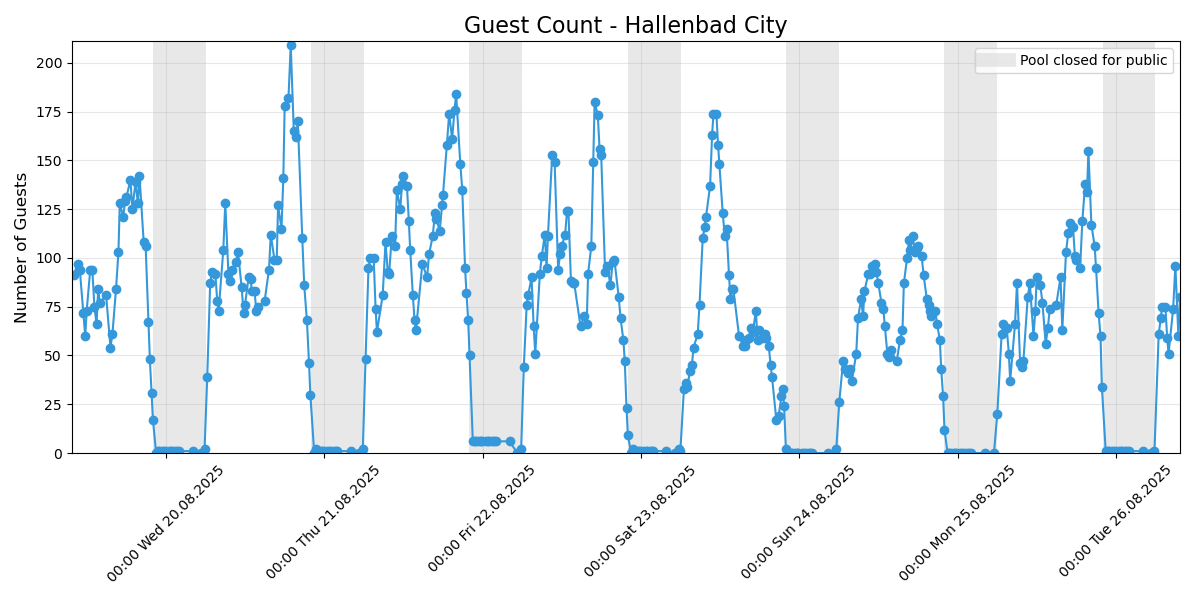 Guest Count - Hallenbad City
Pool closed for public
Number of Guests
200
175
150
125
100
75
50
25
0
00:00 Wed 20.08.2025
00:00 Thu 21.08.2025
00:00 Fri 22.08.2025
00:00 Sat 23.08.2025
00:00 Sun 24.08.2025
00:00 Mon 25.08.2025
00:00 Tue 26.08.2025